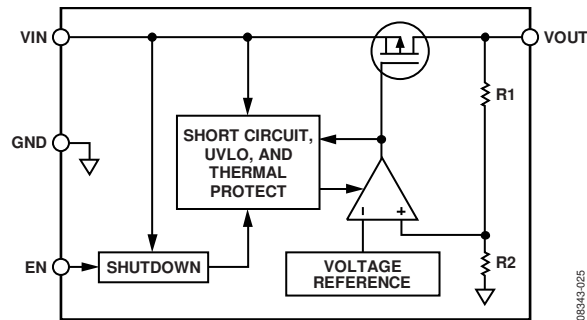 VIN
VOUT
R1
GND
SHORT CIRCUIT,
UVLO, AND
THERMAL
PROTECT
– +
EN
SHUTDOWN
VOLTAGE
REFERENCE
R2
08343-025